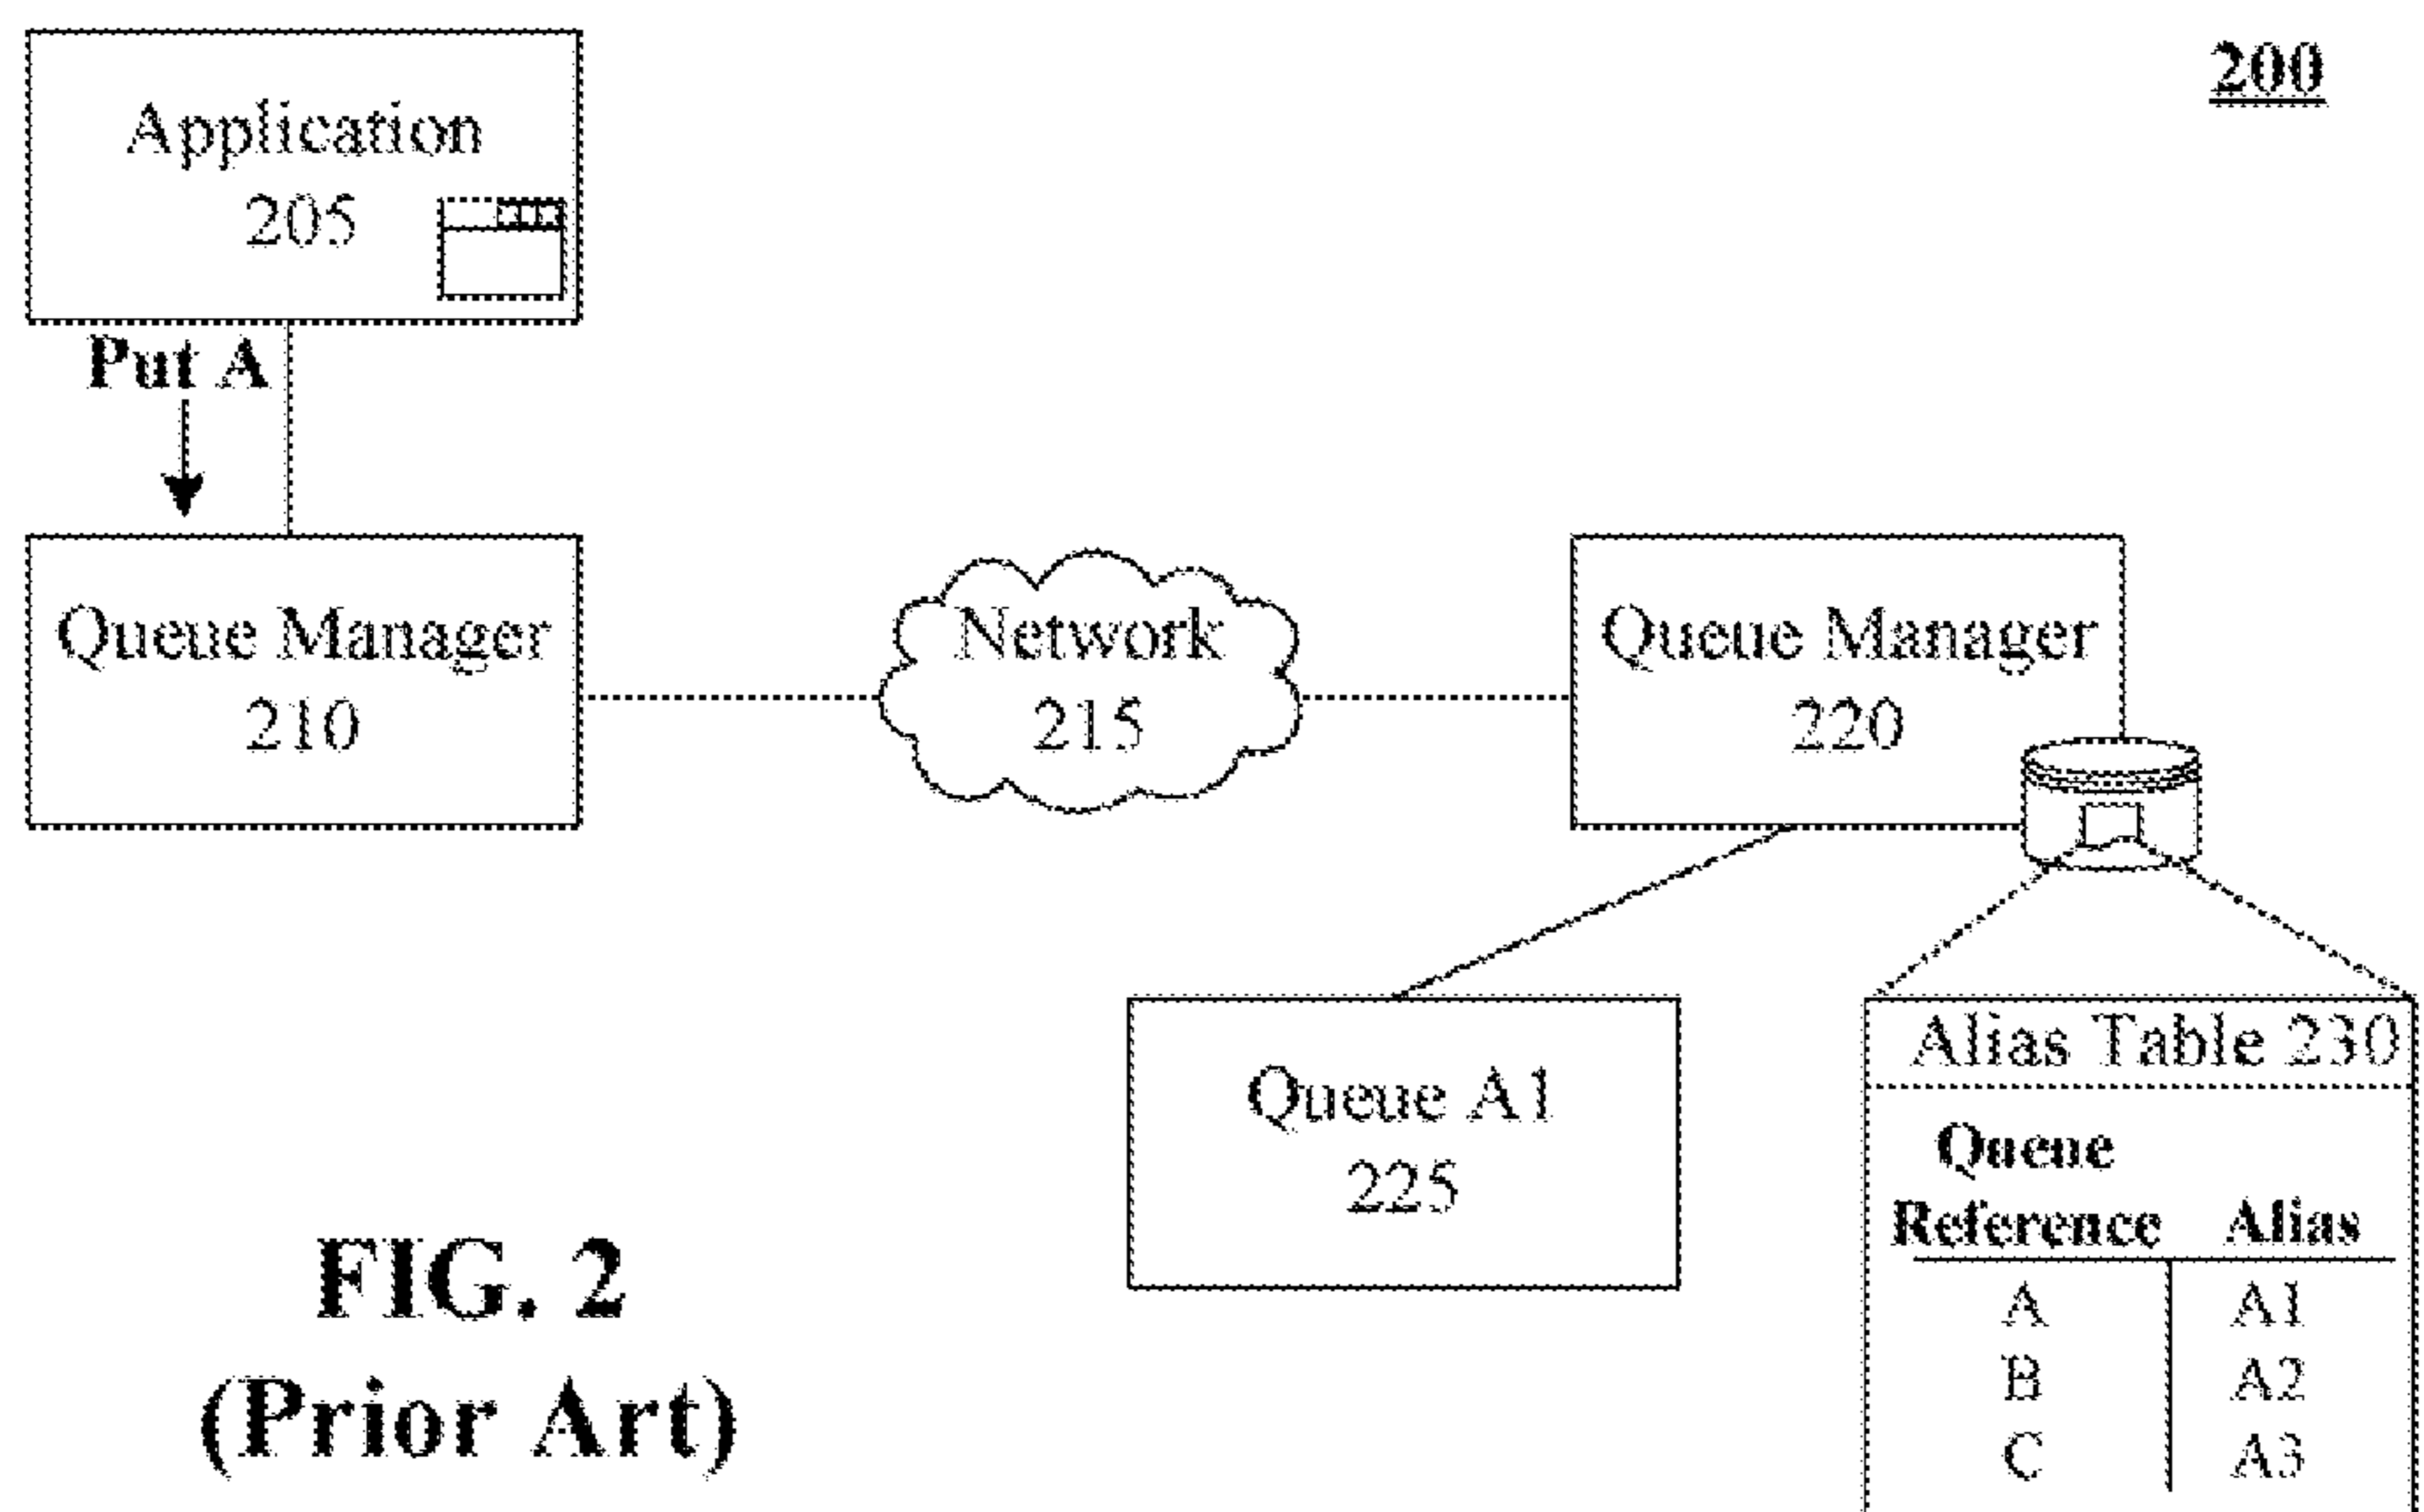 200
Application
205
Put A
Queue Manager
210
Network
215
Queue Manager
220
Queue A1
225
Alias Table 230
Queue
Reference Alias
A A1
B A2
C A3
FIG. 2
(Prior Art)